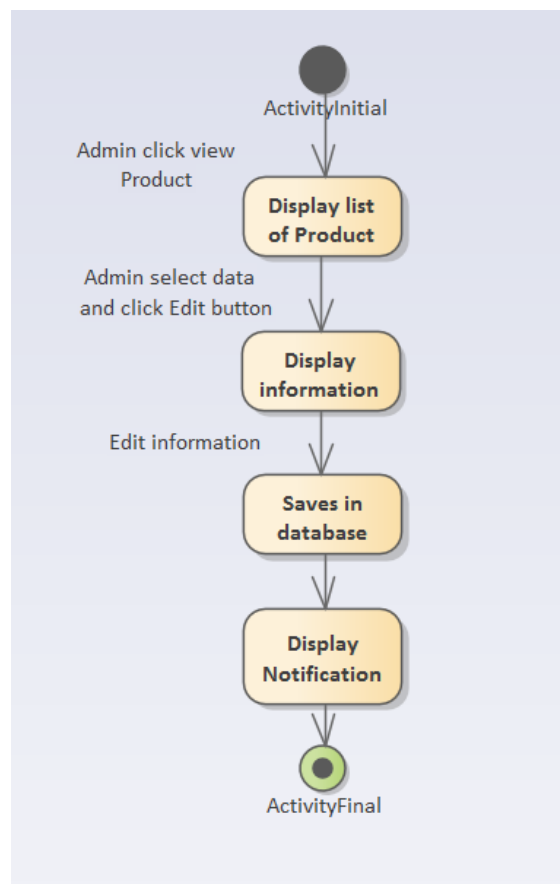 ActivityInitial
Admin click view
Product
Display list
of Product
Admin select data
and click Edit button
Display
information
Edit information
Saves in
database
Display
Notification
ActivityFinal